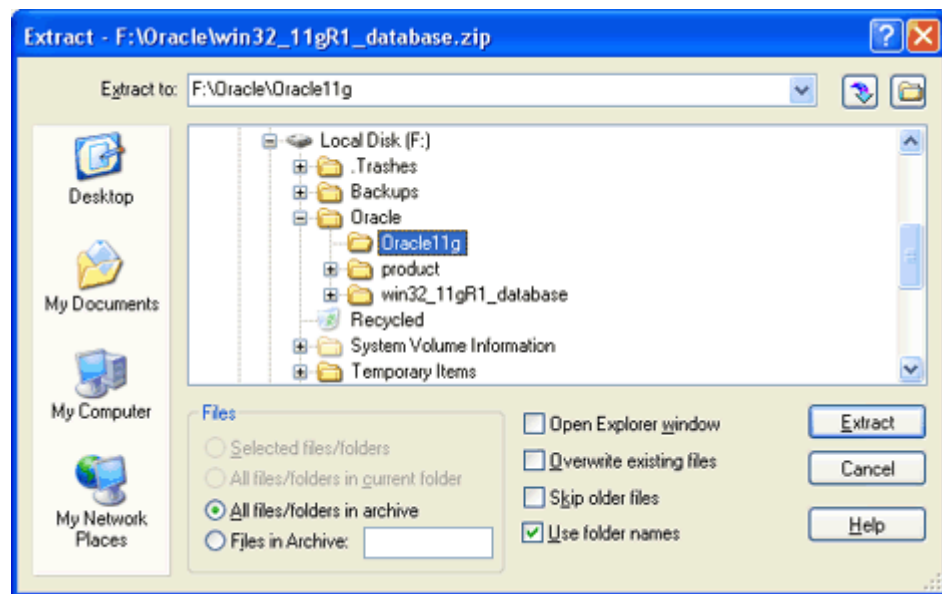 Extract - F:\Oracle\win32_11gR1_database.zip
Extract to: F:\Oracle\Oracle11g
Desktop
My Documents
My Computer
My Network
Places
Local Disk (F:)
.Trashes
Backups
Oracle
Oracle11g
product
win32_11gR1_database
Recycled
System Volume Information
Temporary Items
Files
Selected files/folders
All files/folders in current folder
All files/folders in archive
Files in Archive:
Open Explorer window
Overwrite existing files
Skip older files
Use folder names
Extract
Cancel
Help